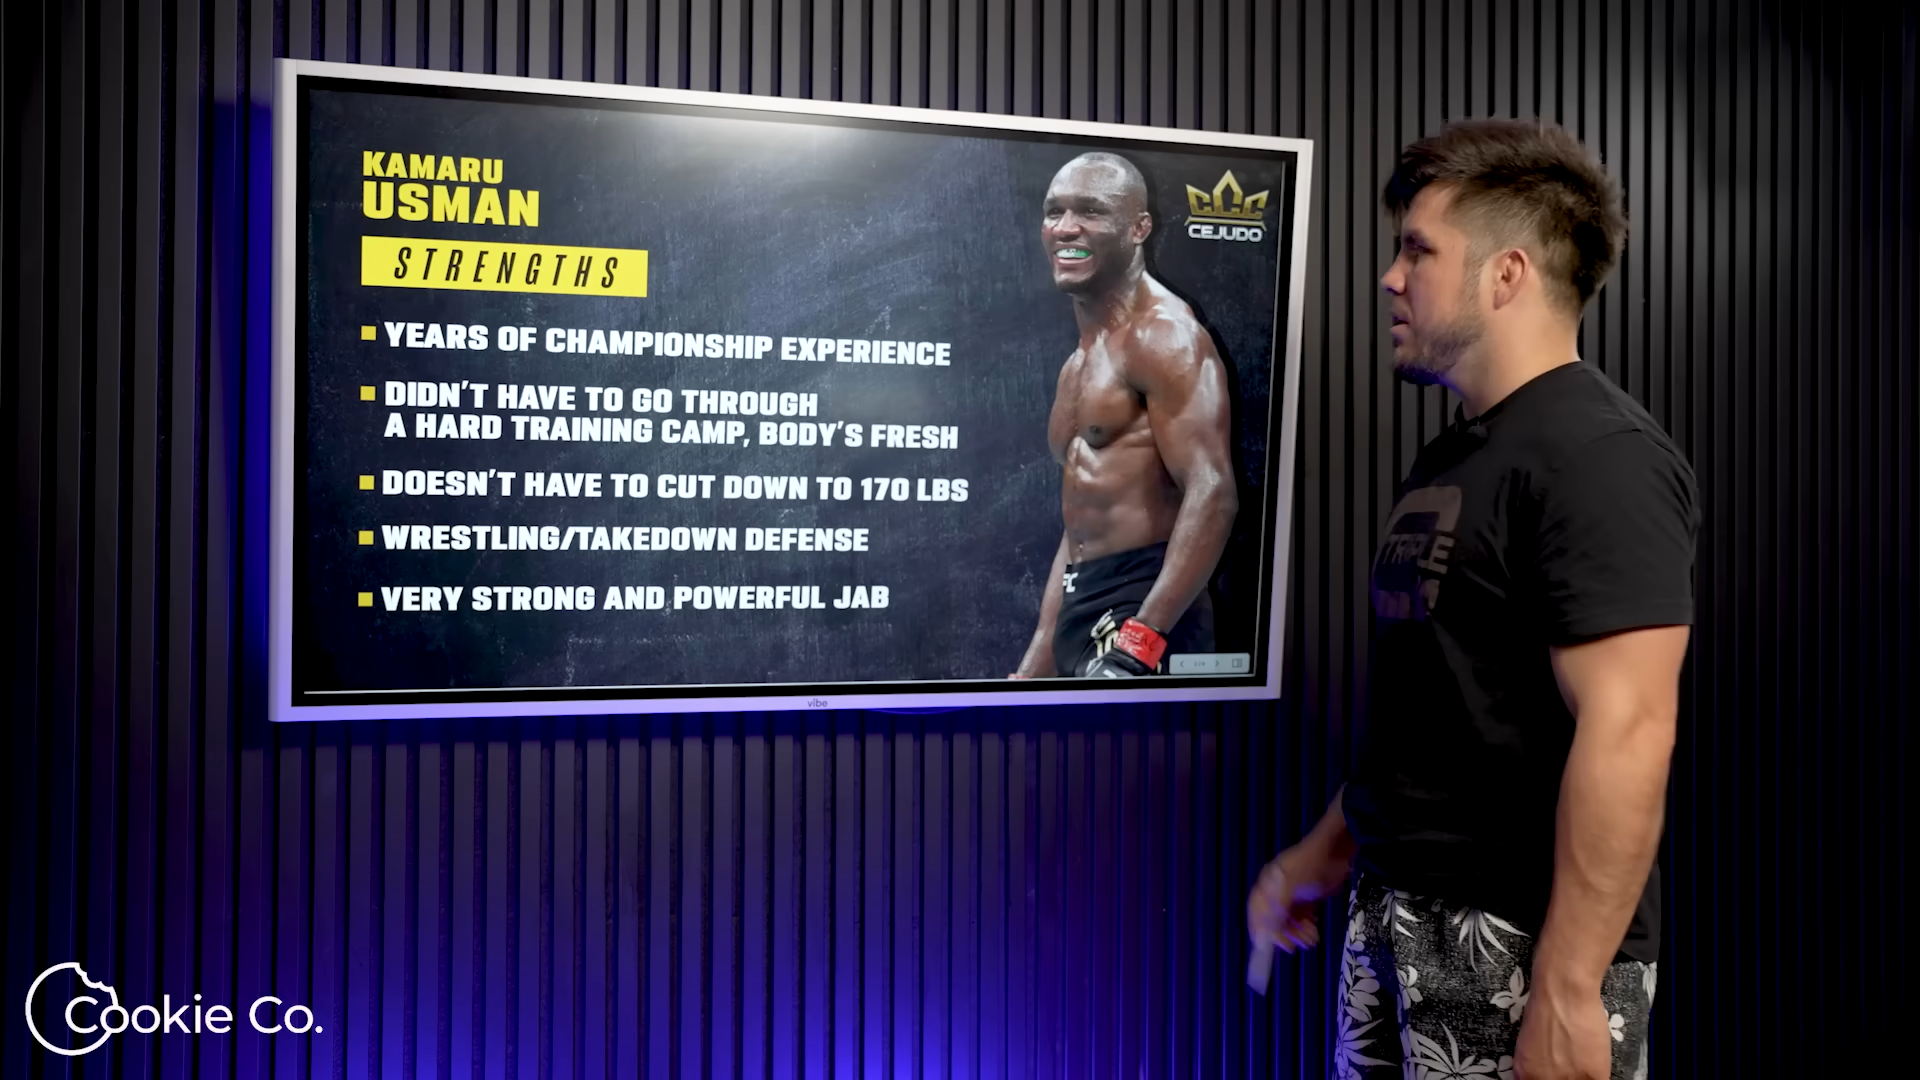 KAMARU
USMAN
STRENGTHS
YEARS OF CHAMPIONSHIP EXPERIENCE
DIDN'T HAVE TO GO THROUGH
A HARD TRAINING CAMP, BODY'S FRESH
DOESN'T HAVE TO CUT DOWN TO 170 LBS
WRESTLING/TAKEDOWN DEFENSE
VERY STRONG AND POWERFUL JAB
CCC
CEJUDO
FC
vibe
TRIPLE
Cookie Co.